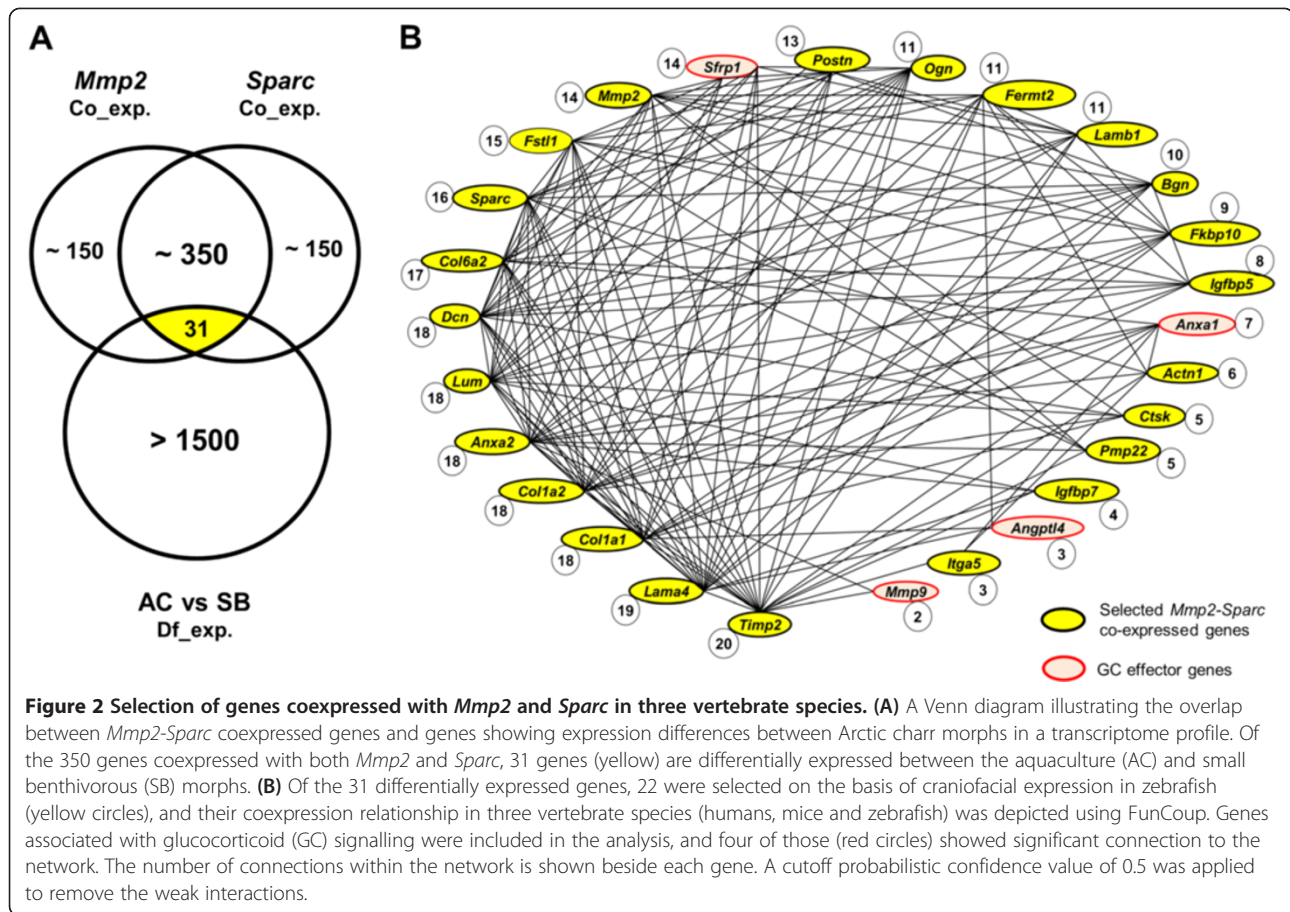 A
Mmp2
Co_exp.
Sparc
Co_exp.
~ 150
~ 350
~ 150
31
> 1500
AC vs SB
Df_exp.
B
14
Sfrp1
13
Postn
11
Ogn
11
Fermt2
11
Lamb1
10
Bgn
9
Fkbp10
8
Igfbp5
Anxa1
7
Actn1
6
Ctsk
5
Pmp22
5
Igfbp7
4
Angptl4
3
Itga5
3
Mmp9
2
Timp2
20
Lama4
19
Col1a1
18
Col1a2
18
Anxa2
18
Lum
18
Dcn
18
Col6a2
17
Sparc
16
Fstl1
15
Mmp2
14
Selected Mmp2-Sparc
co-expressed genes
GC effector genes
Figure 2 Selection of genes coexpressed with Mmp2 and Sparc in three vertebrate species. (A) A Venn diagram illustrating the overlap
between Mmp2-Sparc coexpressed genes and genes showing expression differences between Arctic charr morphs in a transcriptome profile. Of
the 350 genes coexpressed with both Mmp2 and Sparc, 31 genes (yellow) are differentially expressed between the aquaculture (AC) and small
benthivorous (SB) morphs. (B) Of the 31 differentially expressed genes, 22 were selected on the basis of craniofacial expression in zebrafish
(yellow circles), and their coexpression relationship in three vertebrate species (humans, mice and zebrafish) was depicted using FunCoup. Genes
associated with glucocorticoid (GC) signalling were included in the analysis, and four of those (red circles) showed significant connection to the
network. The number of connections within the network is shown beside each gene. A cutoff probabilistic confidence value of 0.5 was applied
to remove the weak interactions.